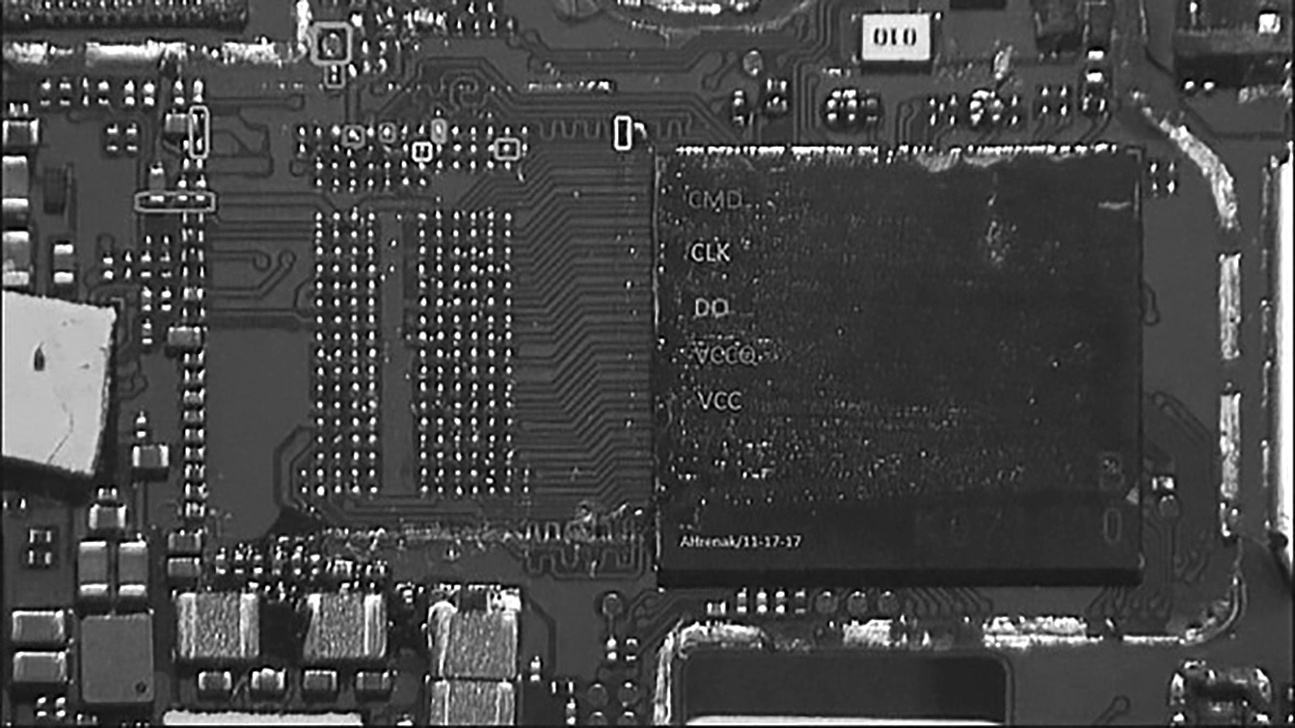 010
CMD
CLK
DO
VCCQ
VCC
AHrenak/11-17-17